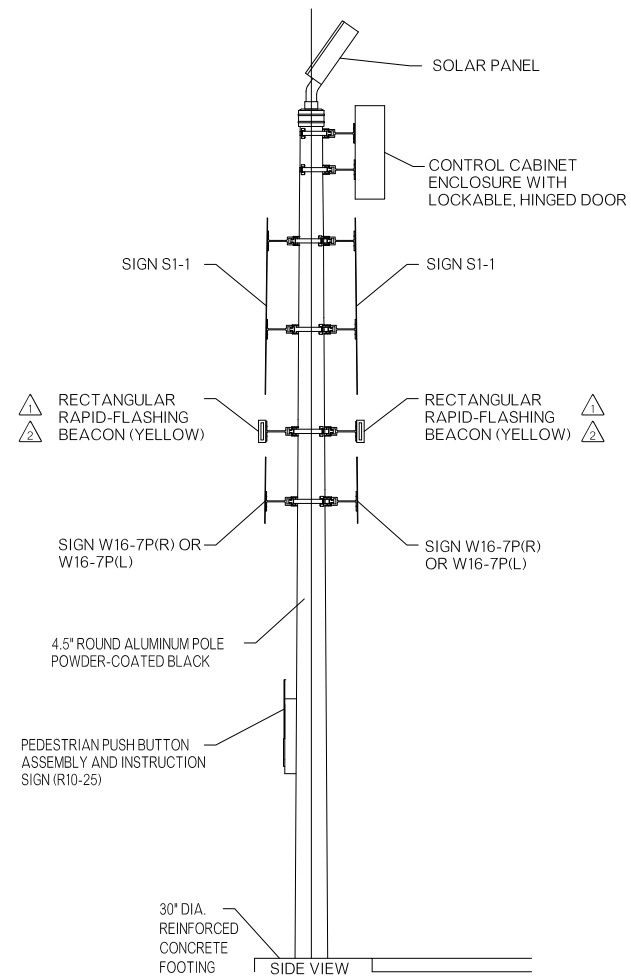 SOLAR PANEL
CONTROL CABINET
ENCLOSURE WITH
LOCKABLE, HINGED DOOR
SIGN S1-1
SIGN S1-1
1
2
RECTANGULAR
RAPID-FLASHING
BEACON (YELLOW)
RECTANGULAR
RAPID-FLASHING
BEACON (YELLOW)
1
2
SIGN W16-7P(R) OR
W16-7P(L)
SIGN W16-7P(R)
OR W16-7P(L)
4.5" ROUND ALUMINUM POLE
POWDER-COATED BLACK
PEDESTRIAN PUSH BUTTON
ASSEMBLY AND INSTRUCTION
SIGN (R10-25)
30" DIA.
REINFORCED
CONCRETE
FOOTING
SIDE VIEW